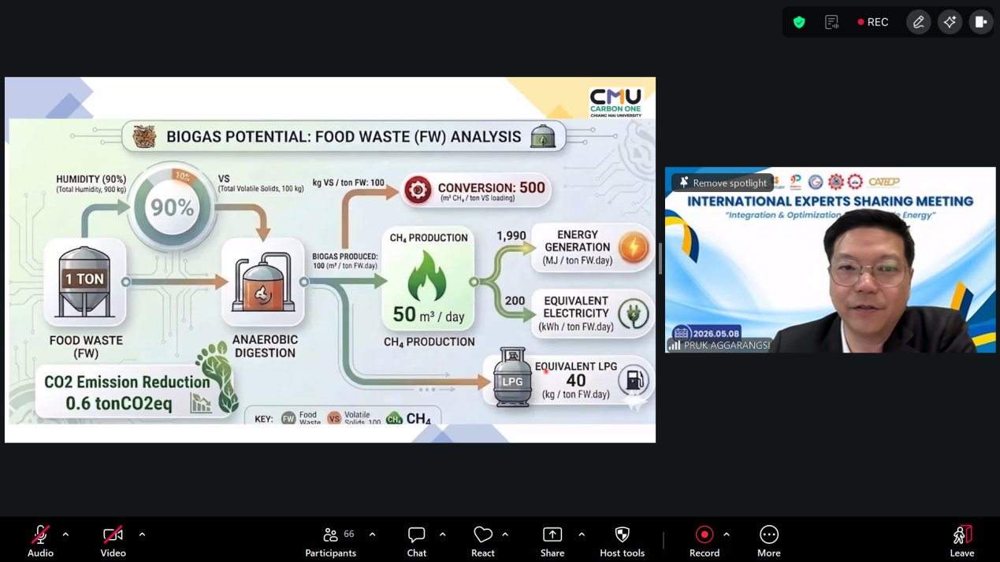 REC
CMU
CARBON ONE
CHIANG MAI UNIVERSITY
BIOGAS POTENTIAL: FOOD WASTE (FW) ANALYSIS
HUMIDITY (90%)
(Total Humidity, 900 kg)
10%
90%
VS
(Total Volatile Solids, 100 kg)
kg VS / ton FW: 100
CONVERSION: 500
(m³ CH₄ / ton VS loading)
1 TON
FOOD WASTE
(FW)
ANAEROBIC
DIGESTION
BIOGAS PRODUCED:
100 (m³ / ton FW.day)
CH₄ PRODUCTION
50 m³ / day
CH₄ PRODUCTION
1,990
ENERGY
GENERATION
(MJ / ton FW.day)
200
EQUIVALENT
ELECTRICITY
(kWh / ton FW.day)
LPG
EQUIVALENT LPG
40
(kg / ton FW.day)
CO2 Emission Reduction
0.6 tonCO2eq
KEY:
FW
Food
Waste
VS
Volatile
Solids, 100
CH₄
CH₄
Remove spotlight
CATEDP
INTERNATIONAL EXPERTS SHARING MEETING
"Integration & Optimization
Energy"
2026.05.08
PRUK AGGARANGSI
Audio
Video
66
Participants
Chat
React
Share
Host tools
Record
More
Leave